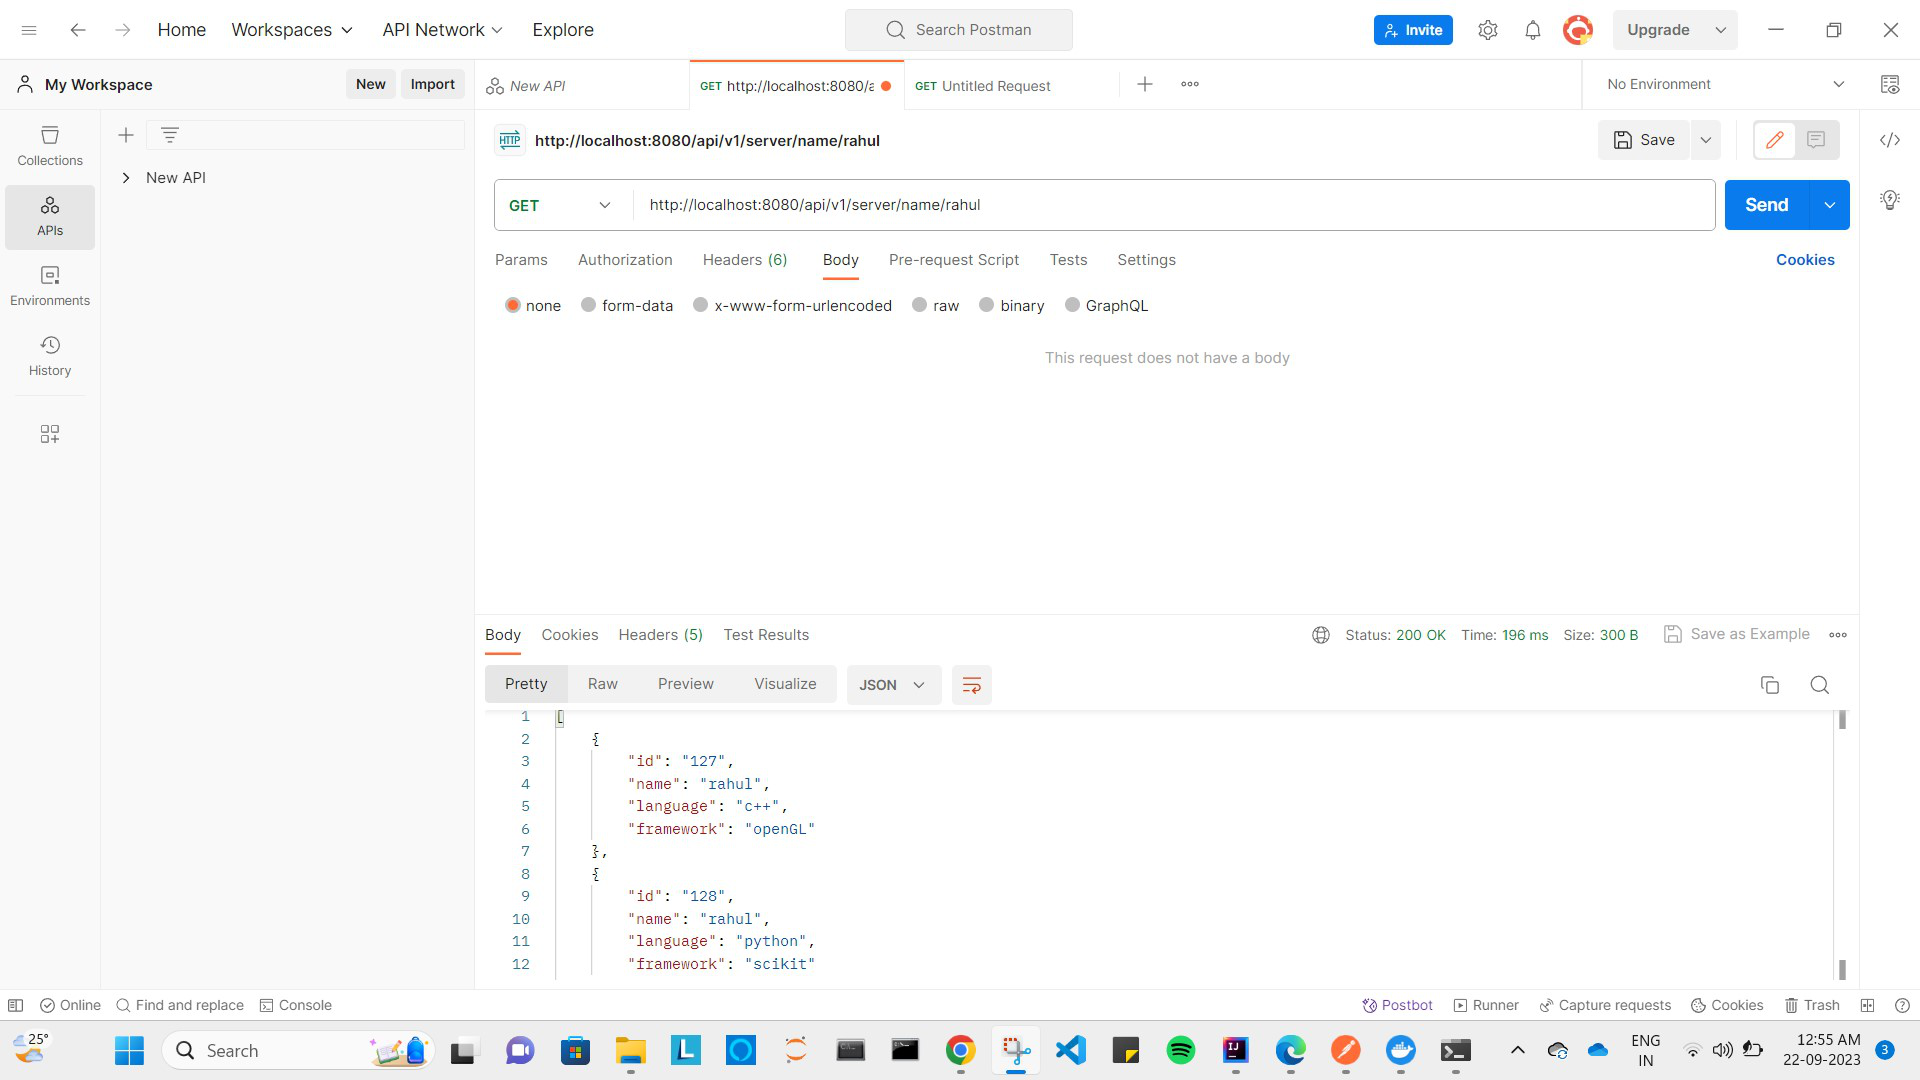 Home Workspaces API Network Explore Search Postman Invite Upgrade
My Workspace New Import New API GET http://localhost:8080/a GET Untitled Request No Environment
Collections
APIs
Environments
History
New API
HTTP http://localhost:8080/api/v1/server/name/rahul Save
GET http://localhost:8080/api/v1/server/name/rahul Send
Params Authorization Headers (6) Body Pre-request Script Tests Settings Cookies
none form-data x-www-form-urlencoded raw binary GraphQL
This request does not have a body
Body Cookies Headers (5) Test Results Status: 200 OK Time: 196 ms Size: 300 B Save as Example
Pretty Raw Preview Visualize JSON
1 [
2 {
3 "id": "127",
4 "name": "rahul",
5 "language": "c++",
6 "framework": "openGL"
7 },
8 {
9 "id": "128",
10 "name": "rahul",
11 "language": "python",
12 "framework": "scikit"
Online Find and replace Console Postbot Runner Capture requests Cookies Trash
25° Search ENG IN 12:55 AM 22-09-2023 3